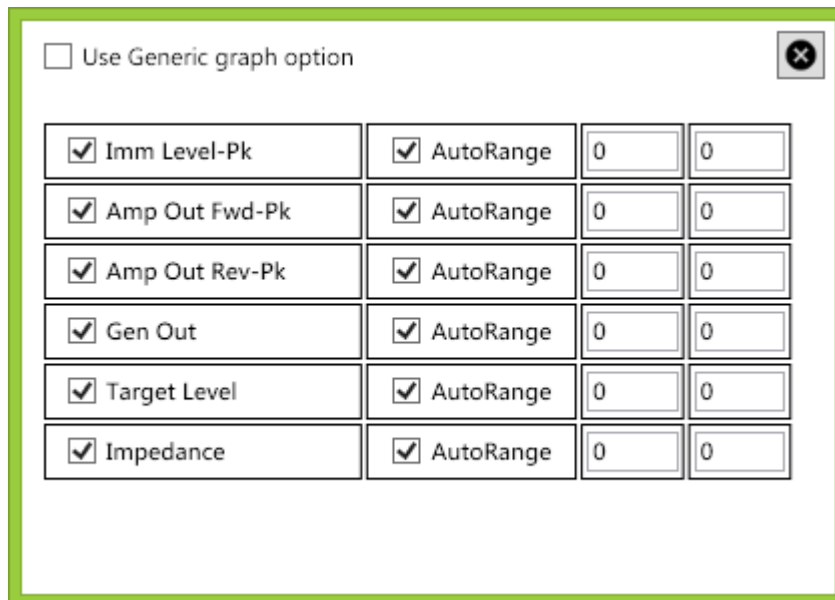 Use Generic graph option
Imm Level-Pk AutoRange 0 0
Amp Out Fwd-Pk AutoRange 0 0
Amp Out Rev-Pk AutoRange 0 0
Gen Out AutoRange 0 0
Target Level AutoRange 0 0
Impedance AutoRange 0 0